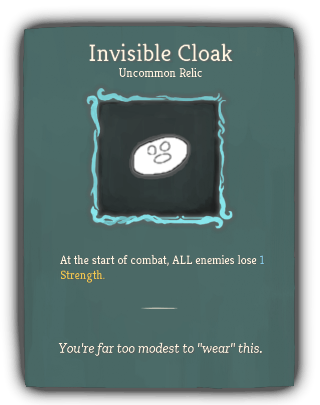 Invisible Cloak
Uncommon Relic
At the start of combat, ALL enemies lose 1
Strength.
You're far too modest to "wear" this.